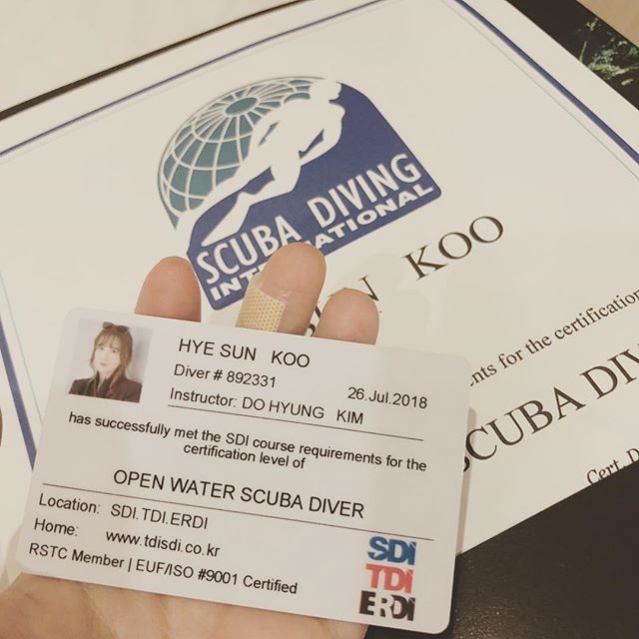 SCUBA DIVING
KOO
nts for the certification
SCUBA DIV
Cert. D
HYE SUN KOO
Diver # 892331
26.Jul.2018
Instructor: DO HYUNG KIM
has successfully met the SDI course requirements for the
certification level of
OPEN WATER SCUBA DIVER
Location: SDI.TDI.ERDI
Home: www.tdisdi.co.kr
RSTC Member | EUF/ISO #9001 Certified
SDi
TDi
ERDi